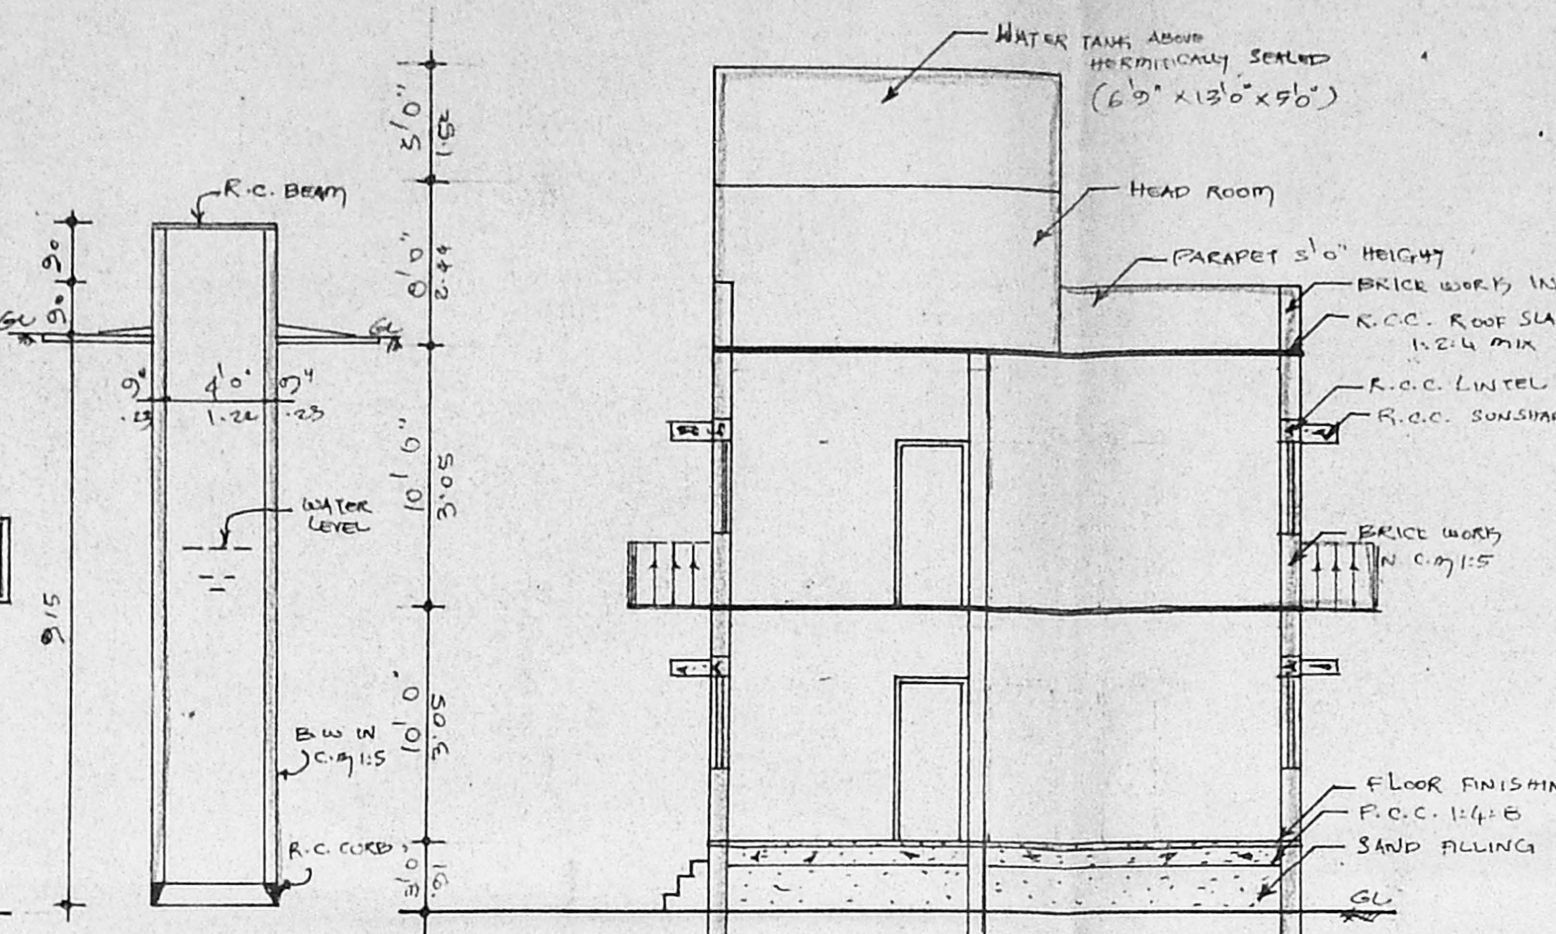 WATER TANK ABOVE
HERMITICALLY SEALED
(6'9" X 13'0" X 5'0")
HEAD ROOM
PARAPET 3'0" HEIGHT
BRICK WORK IN
R.C.C. ROOF SLA
1:2:4 MIX
R.C.C. LINTEL
R.C.C. SUNSHA
BRICK WORK
IN C.M 1:5
FLOOR FINISHIN
P.C.C. 1:4:8
SAND FILLING
GL
5'0"
1.5
8'0"
2.44
10'0"
3.05
10'0"
3.05
3'0"
.91
R.C. BEAM
90
90
GL
GL
9"
4'0"
9"
.23
1.22
.23
WATER
LEVEL
915
B.W IN
C.M 1:5
R.C. CURB